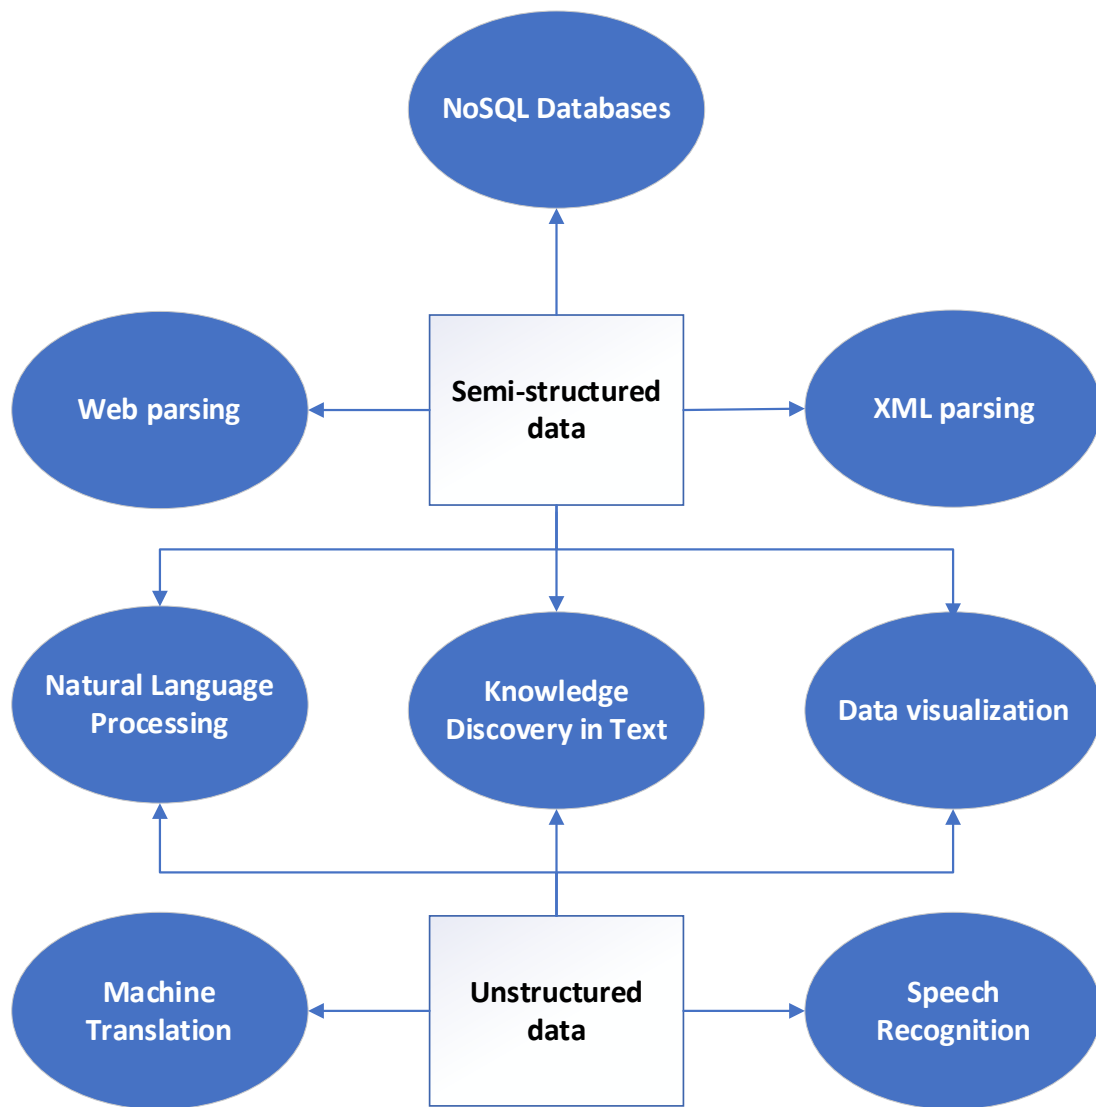 NoSQL Databases
Web parsing
Semi-structured
data
XML parsing
Natural Language
Processing
Knowledge
Discovery in Text
Data visualization
Machine
Translation
Unstructured
data
Speech
Recognition